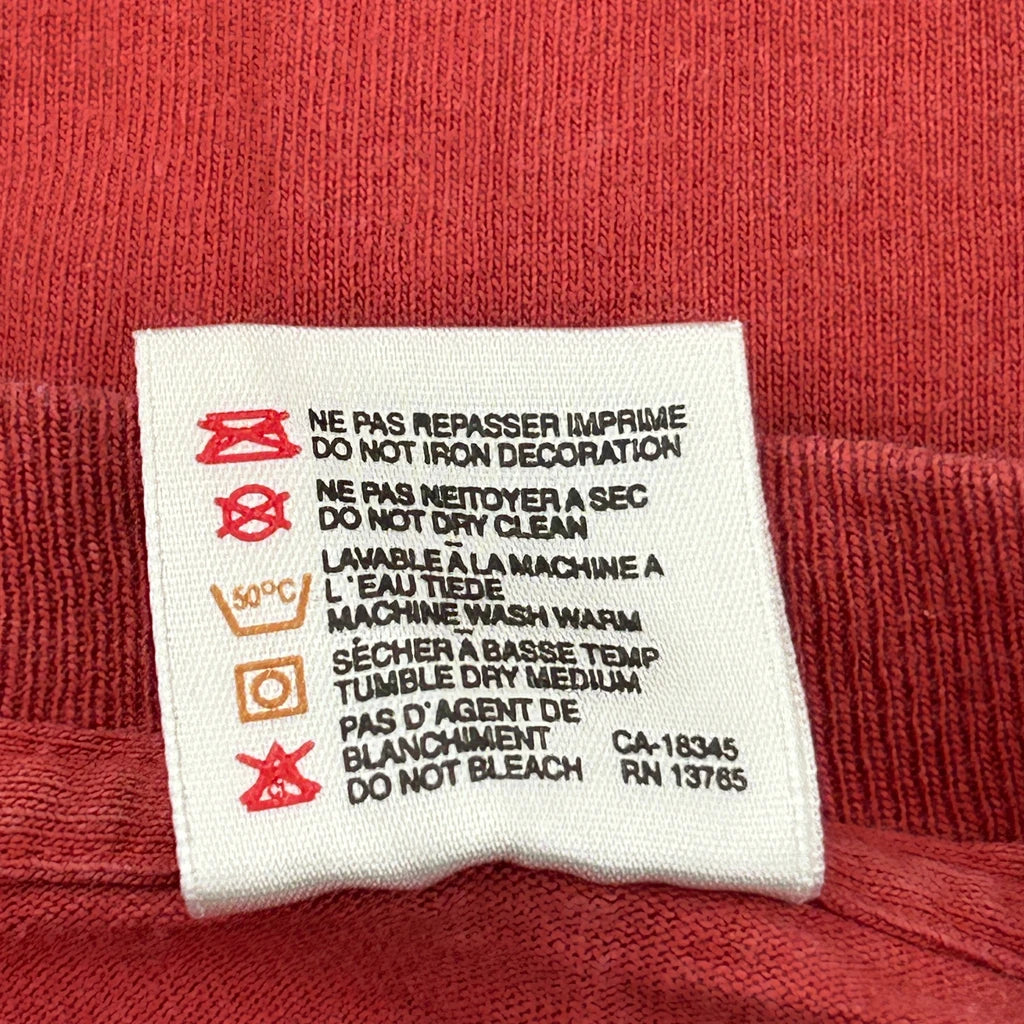 NE PAS REPASSER IMPRIME
DO NOT IRON DECORATION
NE PAS NEITOYER A SEC
DO NOT DRY CLEAN
LAVABLE À LA MACHINE A
L'EAU TIEDE
50°C
MACHINE WASH WARM
SÉCHER À BASSE TEMP
TUMBLE DRY MEDIUM
PAS D'AGENT DE
BLANCHIMENT
DO NOT BLEACH
CA-18345
RN 13765